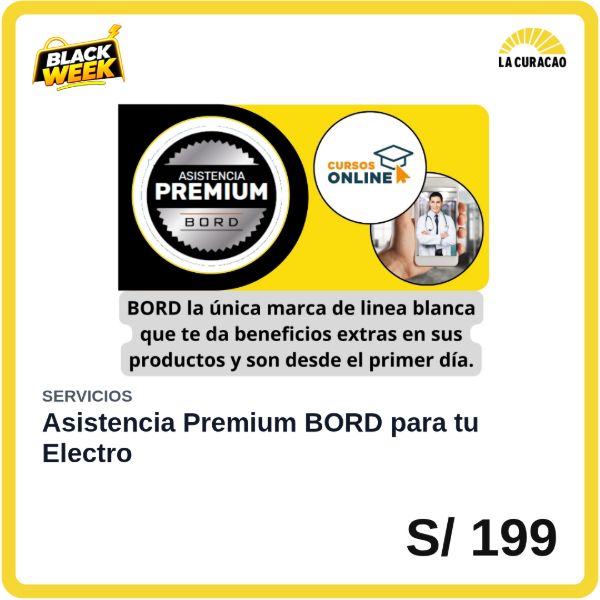 BLACK
WEEK
LA CURACAO
ASISTENCIA
PREMIUM
BORD
CURSOS
ONLINE
BORD la única marca de linea blanca
que te da beneficios extras en sus
productos y son desde el primer día.
SERVICIOS
Asistencia Premium BORD para tu
Electro
S/ 199